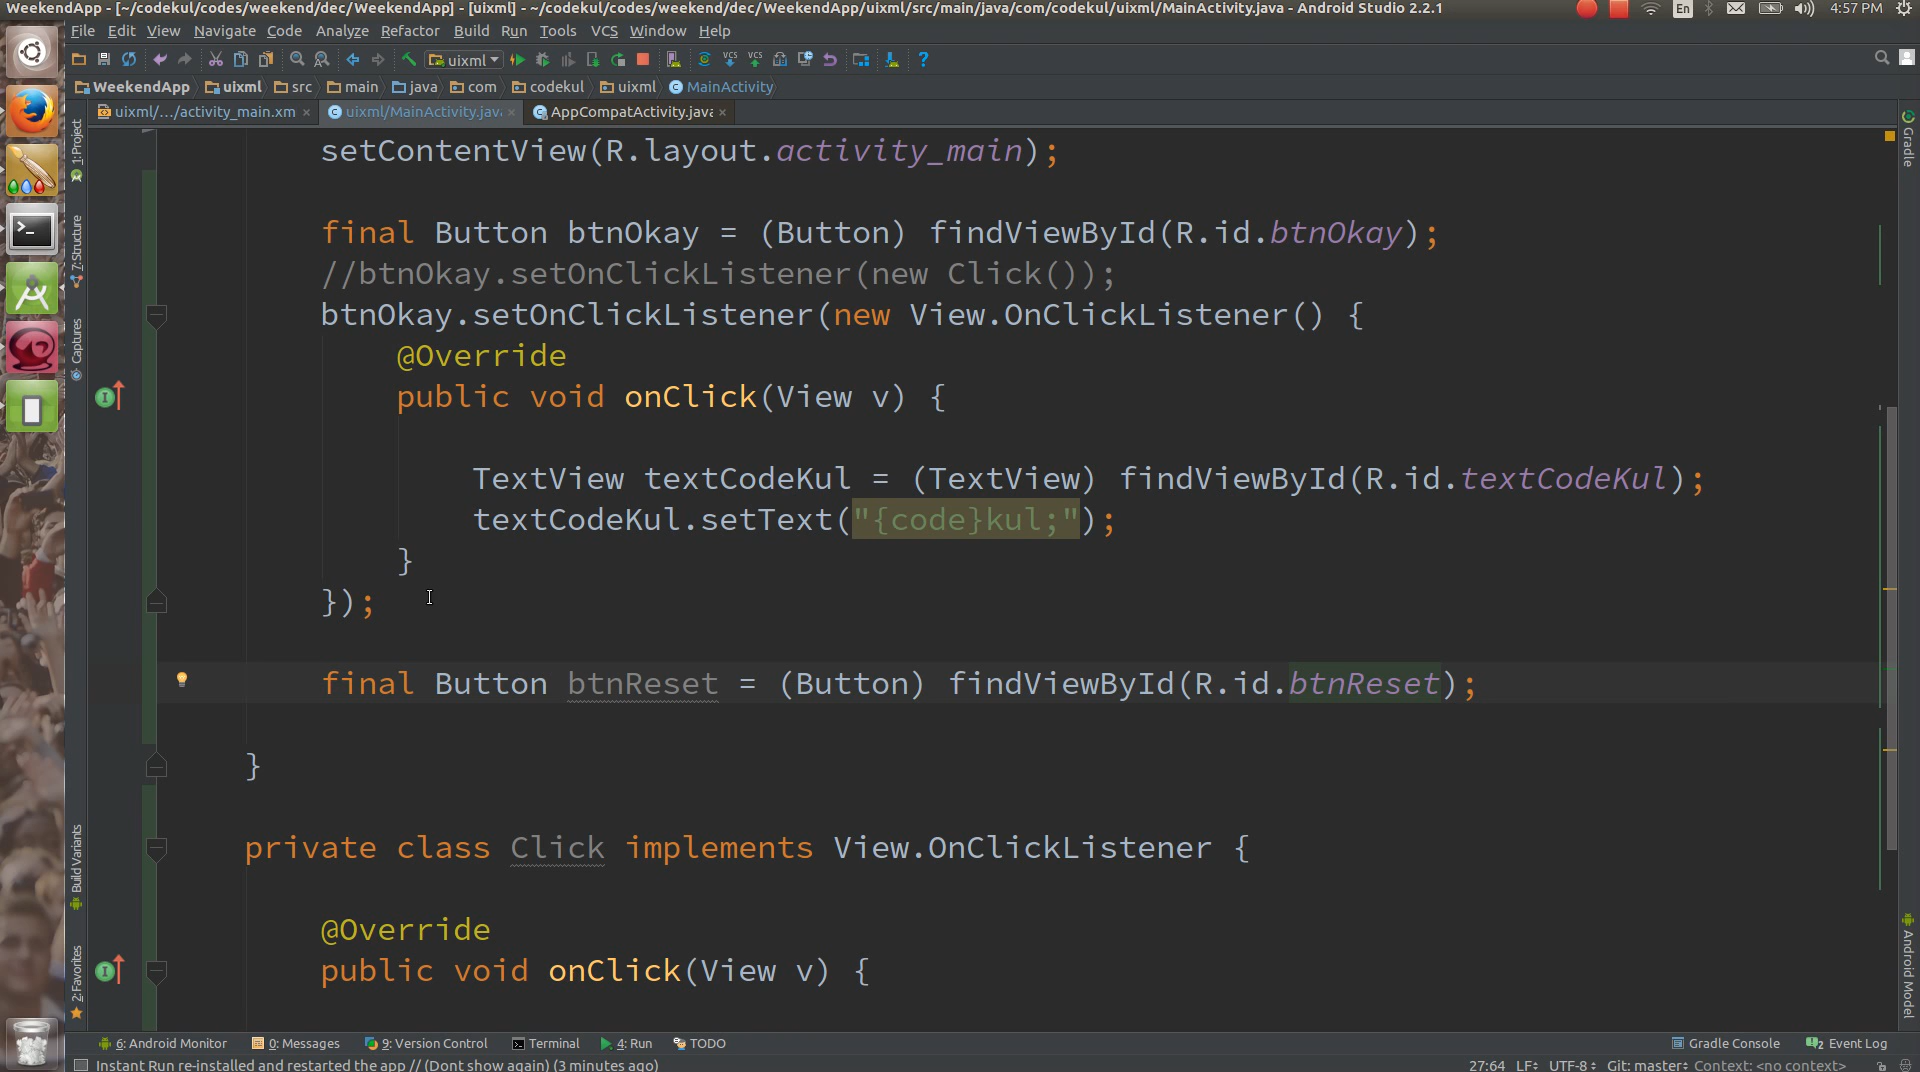 WeekendApp - [~/codekul/codes/weekend/dec/WeekendApp] - [uixml] - ~/codekul/codes/weekend/dec/WeekendApp/uixml/src/main/java/com/codekul/uixml/MainActivity.java - Android Studio 2.2.1
En
4:57 PM
File Edit View Navigate Code Analyze Refactor Build Run Tools VCS Window Help
uixml
VCS VCS
?
WeekendApp uixml src main java com codekul uixml MainActivity
uixml/.../activity_main.xm
uixml/MainActivity.java
AppCompatActivity.java
1: Project
7: Structure
Captures
Build Variants
2: Favorites
Gradle
Android Model
setContentView(R.layout.activity_main);
final Button btnOkay = (Button) findViewById(R.id.btnOkay);
//btnOkay.setOnClickListener(new Click());
btnOkay.setOnClickListener(new View.OnClickListener() {
@Override
public void onClick(View v) {
TextView textCodeKul = (TextView) findViewById(R.id.textCodeKul);
textCodeKul.setText("{code}kul;");
}
});
final Button btnReset = (Button) findViewById(R.id.btnReset);
}
private class Click implements View.OnClickListener {
@Override
public void onClick(View v) {
6: Android Monitor 0: Messages 9: Version Control Terminal 4: Run TODO Gradle Console 2 Event Log
Instant Run re-installed and restarted the app // (Dont show again) (3 minutes ago)
27:64 LF÷ UTF-8÷ Git: master÷ Context: <no context>